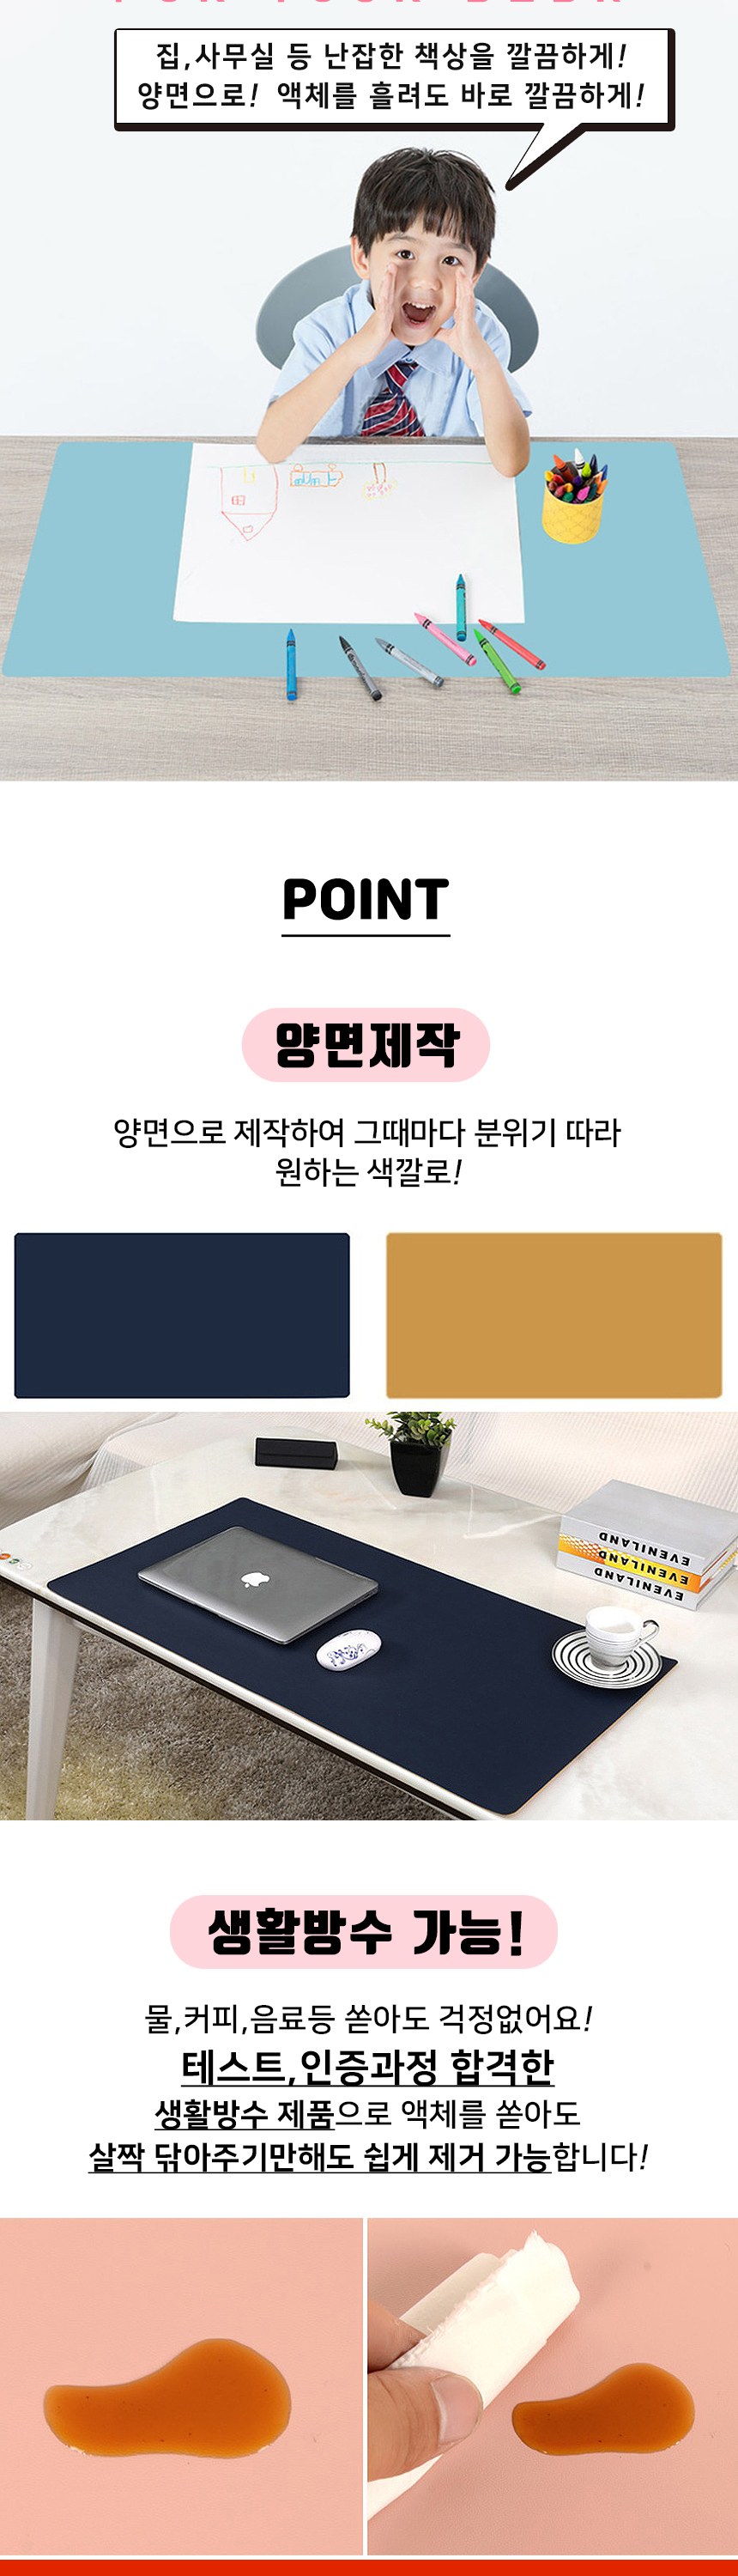 집,사무실 등 난잡한 책상을 깔끔하게!
양면으로! 액체를 흘려도 바로 깔끔하게!
POINT
양면제작
양면으로 제작하여 그때마다 분위기 따라
원하는 색깔로!
EVENILAND
EVENILAND
EVENILAND
생활방수 가능!
물,커피,음료등 쏟아도 걱정없어요!
테스트,인증과정 합격한
생활방수 제품으로 액체를 쏟아도
살짝 닦아주기만해도 쉽게 제거 가능합니다!